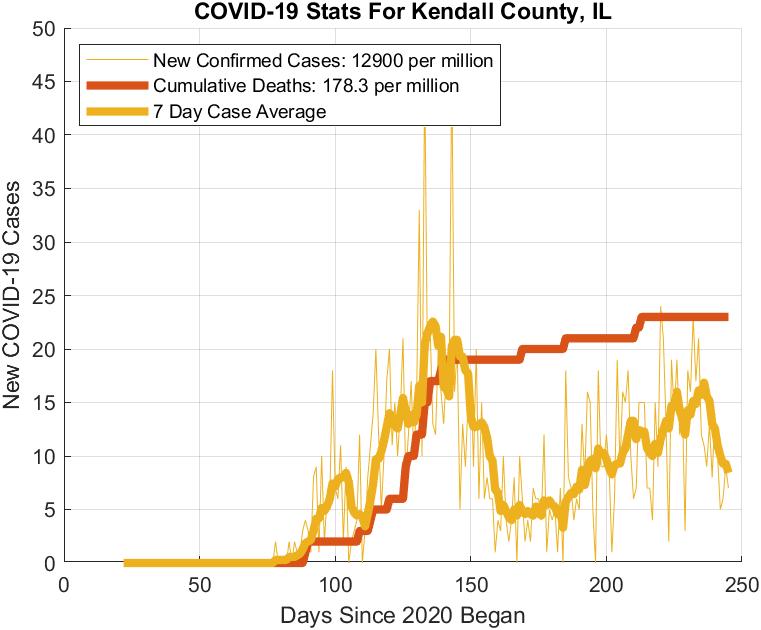 COVID-19 Stats For Kendall County, IL
New Confirmed Cases: 12900 per million
Cumulative Deaths: 178.3 per million
7 Day Case Average
New COVID-19 Cases
50
45
40
35
30
25
20
15
10
5
0
0 50 100 150 200 250
Days Since 2020 Began